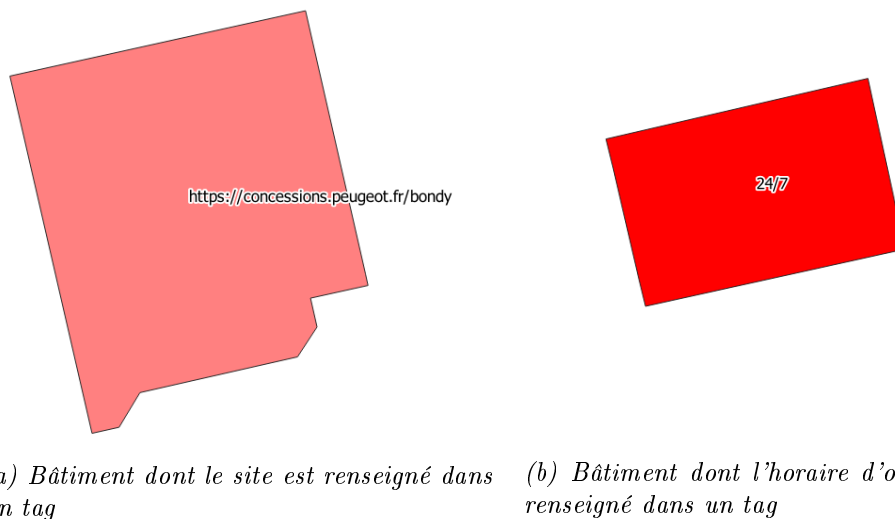 https://concessions.peugeot.fr/bondy
24/7
a) Bâtiment dont le site est renseigné dans
n tag
(b) Bâtiment dont l'horaire d'o
renseigné dans un tag